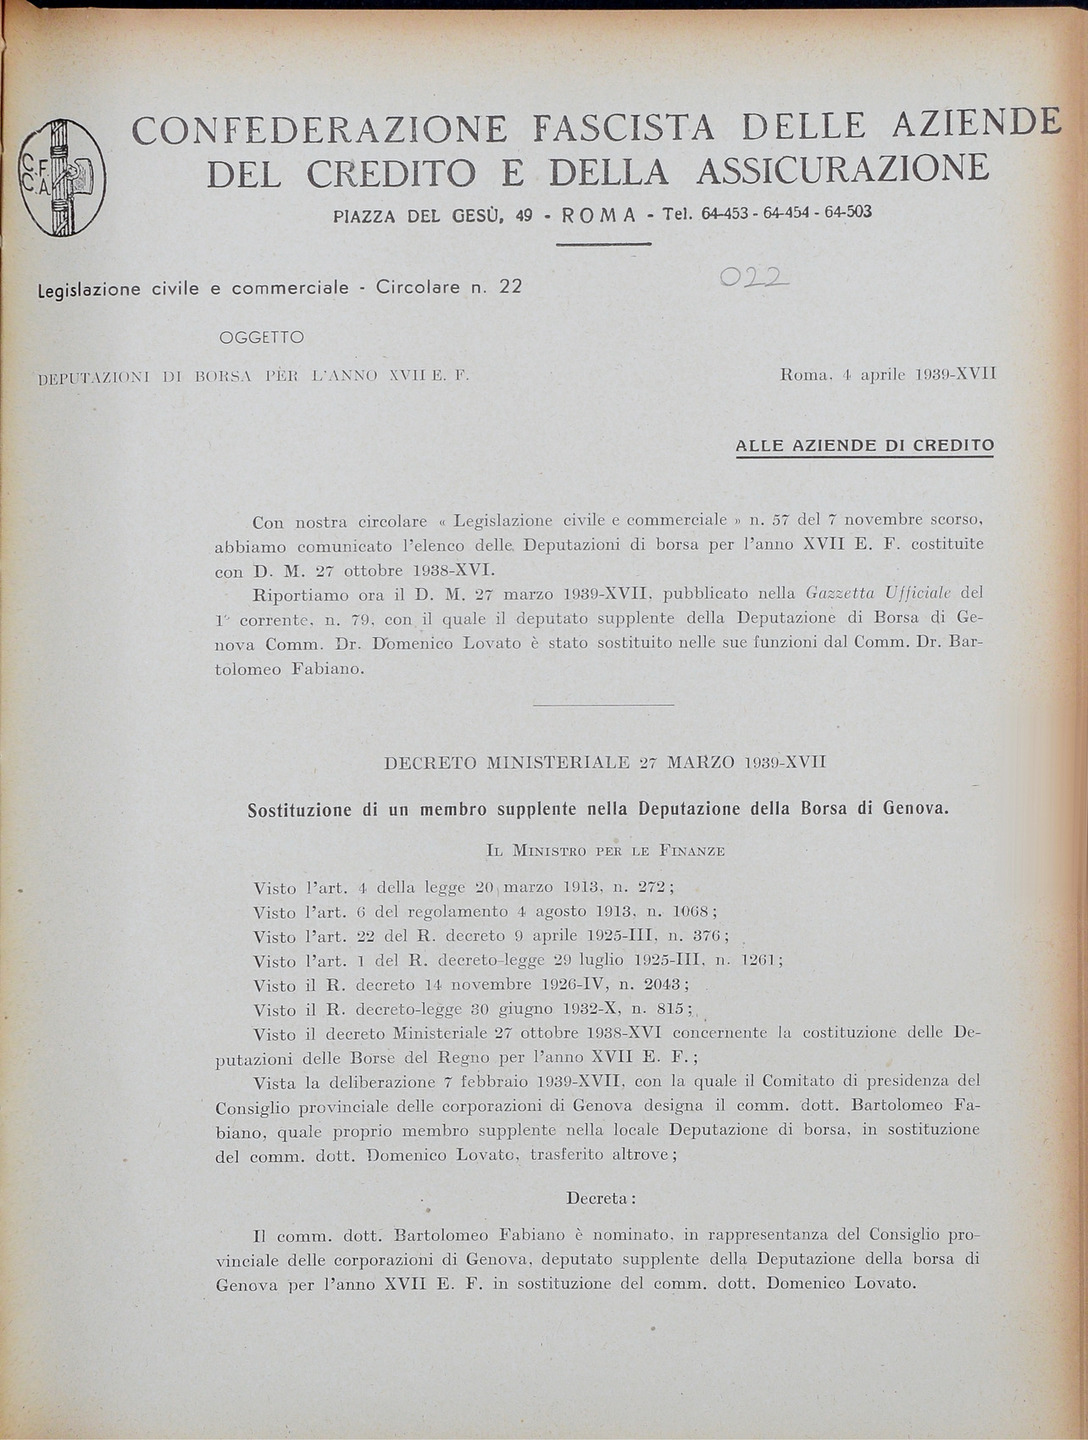 C. F.
C. A.
CONFEDERAZIONE FASCISTA DELLE AZIENDE
DEL CREDITO E DELLA ASSICURAZIONE
PIAZZA DEL GESÙ, 49 - ROMA - Tel. 64-453 - 64-454 - 64-503
Legislazione civile e commerciale - Circolare n. 22
022
OGGETTO
DEPUTAZIONI DI BORSA PER L'ANNO XVII E. F.
Roma, 4 aprile 1939-XVII
ALLE AZIENDE DI CREDITO
Con nostra circolare « Legislazione civile e commerciale » n. 57 del 7 novembre scorso,
abbiamo comunicato l'elenco delle Deputazioni di borsa per l'anno XVII E. F. costituite
con D. M. 27 ottobre 1938-XVI.
Riportiamo ora il D. M. 27 marzo 1939-XVII, pubblicato nella Gazzetta Ufficiale del
1° corrente, n. 79, con il quale il deputato supplente della Deputazione di Borsa di Ge-
nova Comm. Dr. Domenico Lovato è stato sostituito nelle sue funzioni dal Comm. Dr. Bar-
tolomeo Fabiano.
DECRETO MINISTERIALE 27 MARZO 1939-XVII
Sostituzione di un membro supplente nella Deputazione della Borsa di Genova.
IL MINISTRO PER LE FINANZE
Visto l'art. 4 della legge 20 marzo 1913, n. 272;
Visto l'art. 6 del regolamento 4 agosto 1913, n. 1068;
Visto l'art. 22 del R. decreto 9 aprile 1925-III, n. 376;
Visto l'art. 1 del R. decreto-legge 29 luglio 1925-III, n. 1261;
Visto il R. decreto 14 novembre 1926-IV, n. 2043;
Visto il R. decreto-legge 30 giugno 1932-X, n. 815;
Visto il decreto Ministeriale 27 ottobre 1938-XVI concernente la costituzione delle De-
putazioni delle Borse del Regno per l'anno XVII E. F.;
Vista la deliberazione 7 febbraio 1939-XVII, con la quale il Comitato di presidenza del
Consiglio provinciale delle corporazioni di Genova designa il comm. dott. Bartolomeo Fa-
biano, quale proprio membro supplente nella locale Deputazione di borsa, in sostituzione
del comm. dott. Domenico Lovato, trasferito altrove;
Decreta:
Il comm. dott. Bartolomeo Fabiano è nominato, in rappresentanza del Consiglio pro-
vinciale delle corporazioni di Genova, deputato supplente della Deputazione della borsa di
Genova per l'anno XVII E. F. in sostituzione del comm. dott. Domenico Lovato.